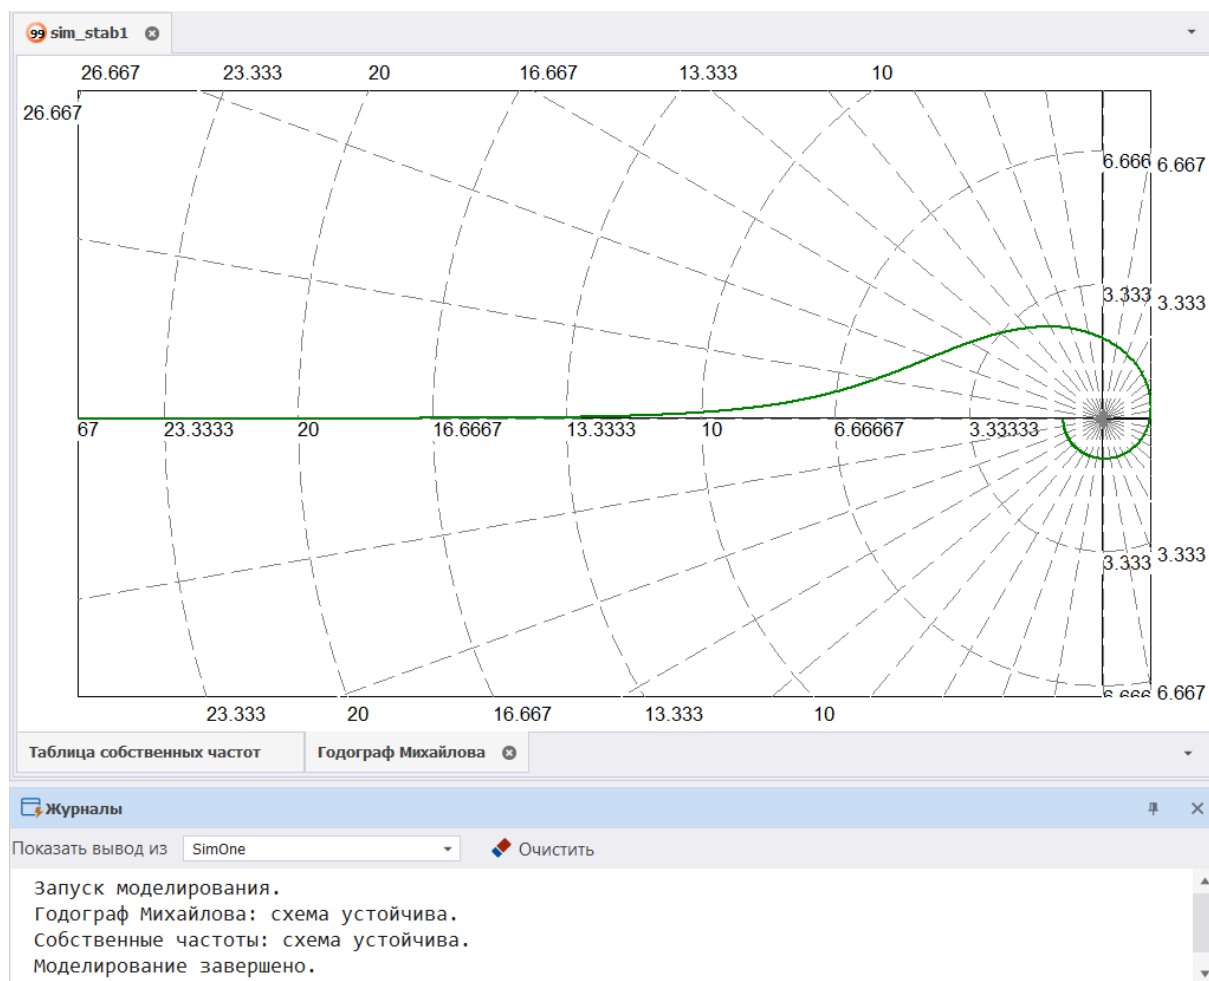 99 sim_stab1
26.667 23.333 20 16.667 13.333 10
26.667
6.666 6.667
3.333 3.333
67 23.3333 20 16.6667 13.3333 10 6.66667 3.33333
3.333 3.333
6.666 6.667
23.333 20 16.667 13.333 10
Таблица собственных частот Годограф Михайлова
Журналы
Показать вывод из SimOne Очистить
Запуск моделирования.
Годограф Михайлова: схема устойчива.
Собственные частоты: схема устойчива.
Моделирование завершено.